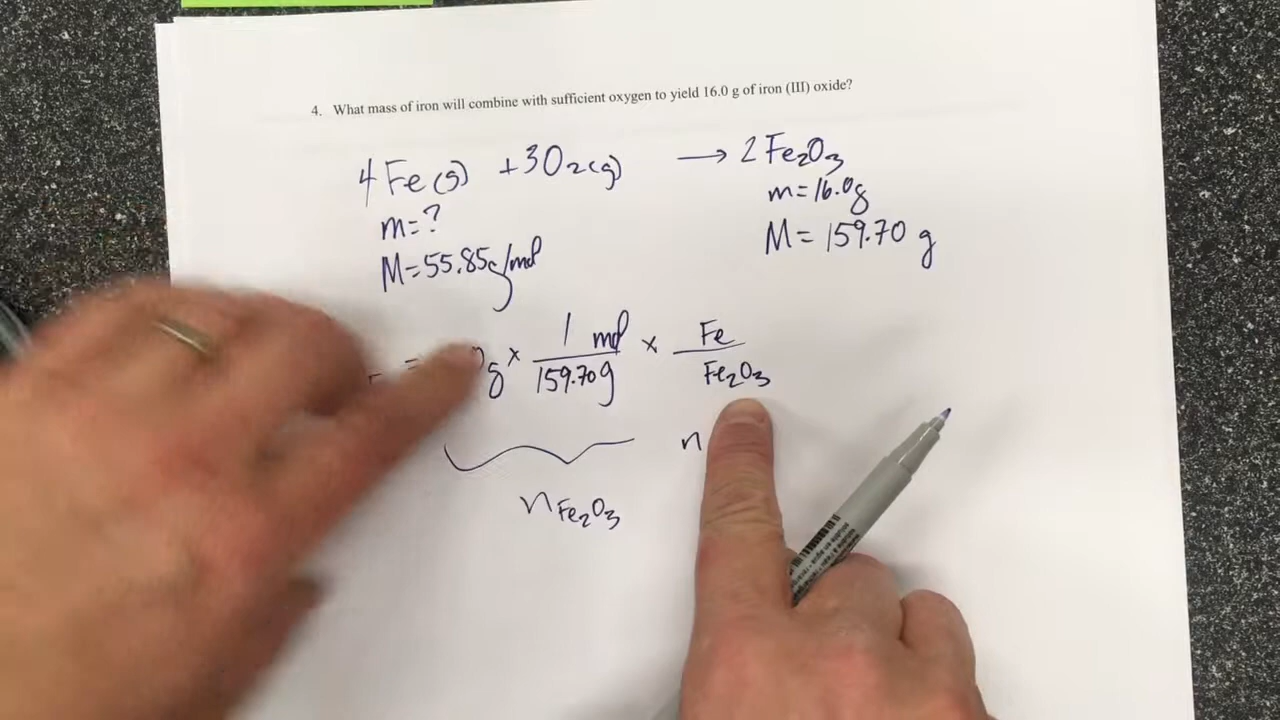 4. What mass of iron will combine with sufficient oxygen to yield 16.0 g of iron (III) oxide?
4 Fe(s) + 3O2(g) → 2 Fe2O3
m=? m=16.0g
M=55.85g/mol M= 159.70 g
= g × 1 mol / 159.70g × Fe / Fe2O3
n
nFe2O3